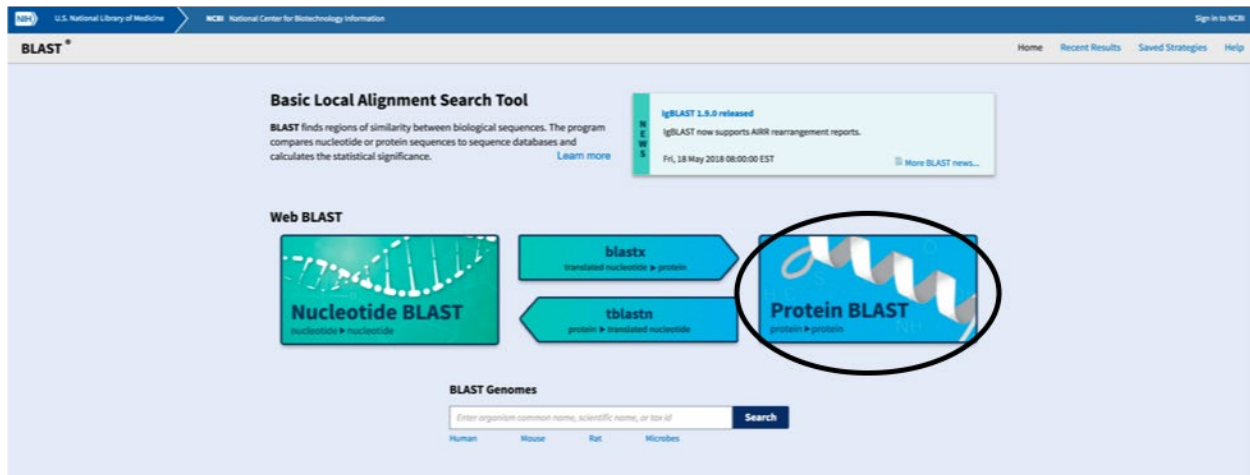 NIH U.S. National Library of Medicine NCBI National Center for Biotechnology Information Sign in to NCBI
BLAST ® Home Recent Results Saved Strategies Help
Basic Local Alignment Search Tool
BLAST finds regions of similarity between biological sequences. The program
compares nucleotide or protein sequences to sequence databases and
calculates the statistical significance. Learn more
NEWS
IgBLAST 1.9.0 released
IgBLAST now supports AIRR rearrangement reports.
Fri, 18 May 2018 08:00:00 EST More BLAST news...
Web BLAST
Nucleotide BLAST
nucleotide ▶ nucleotide
blastx
translated nucleotide ▶ protein
tblastn
protein ▶ translated nucleotide
Protein BLAST
protein ▶ protein
BLAST Genomes
Enter organism common name, scientific name, or tax id Search
Human Mouse Rat Microbes